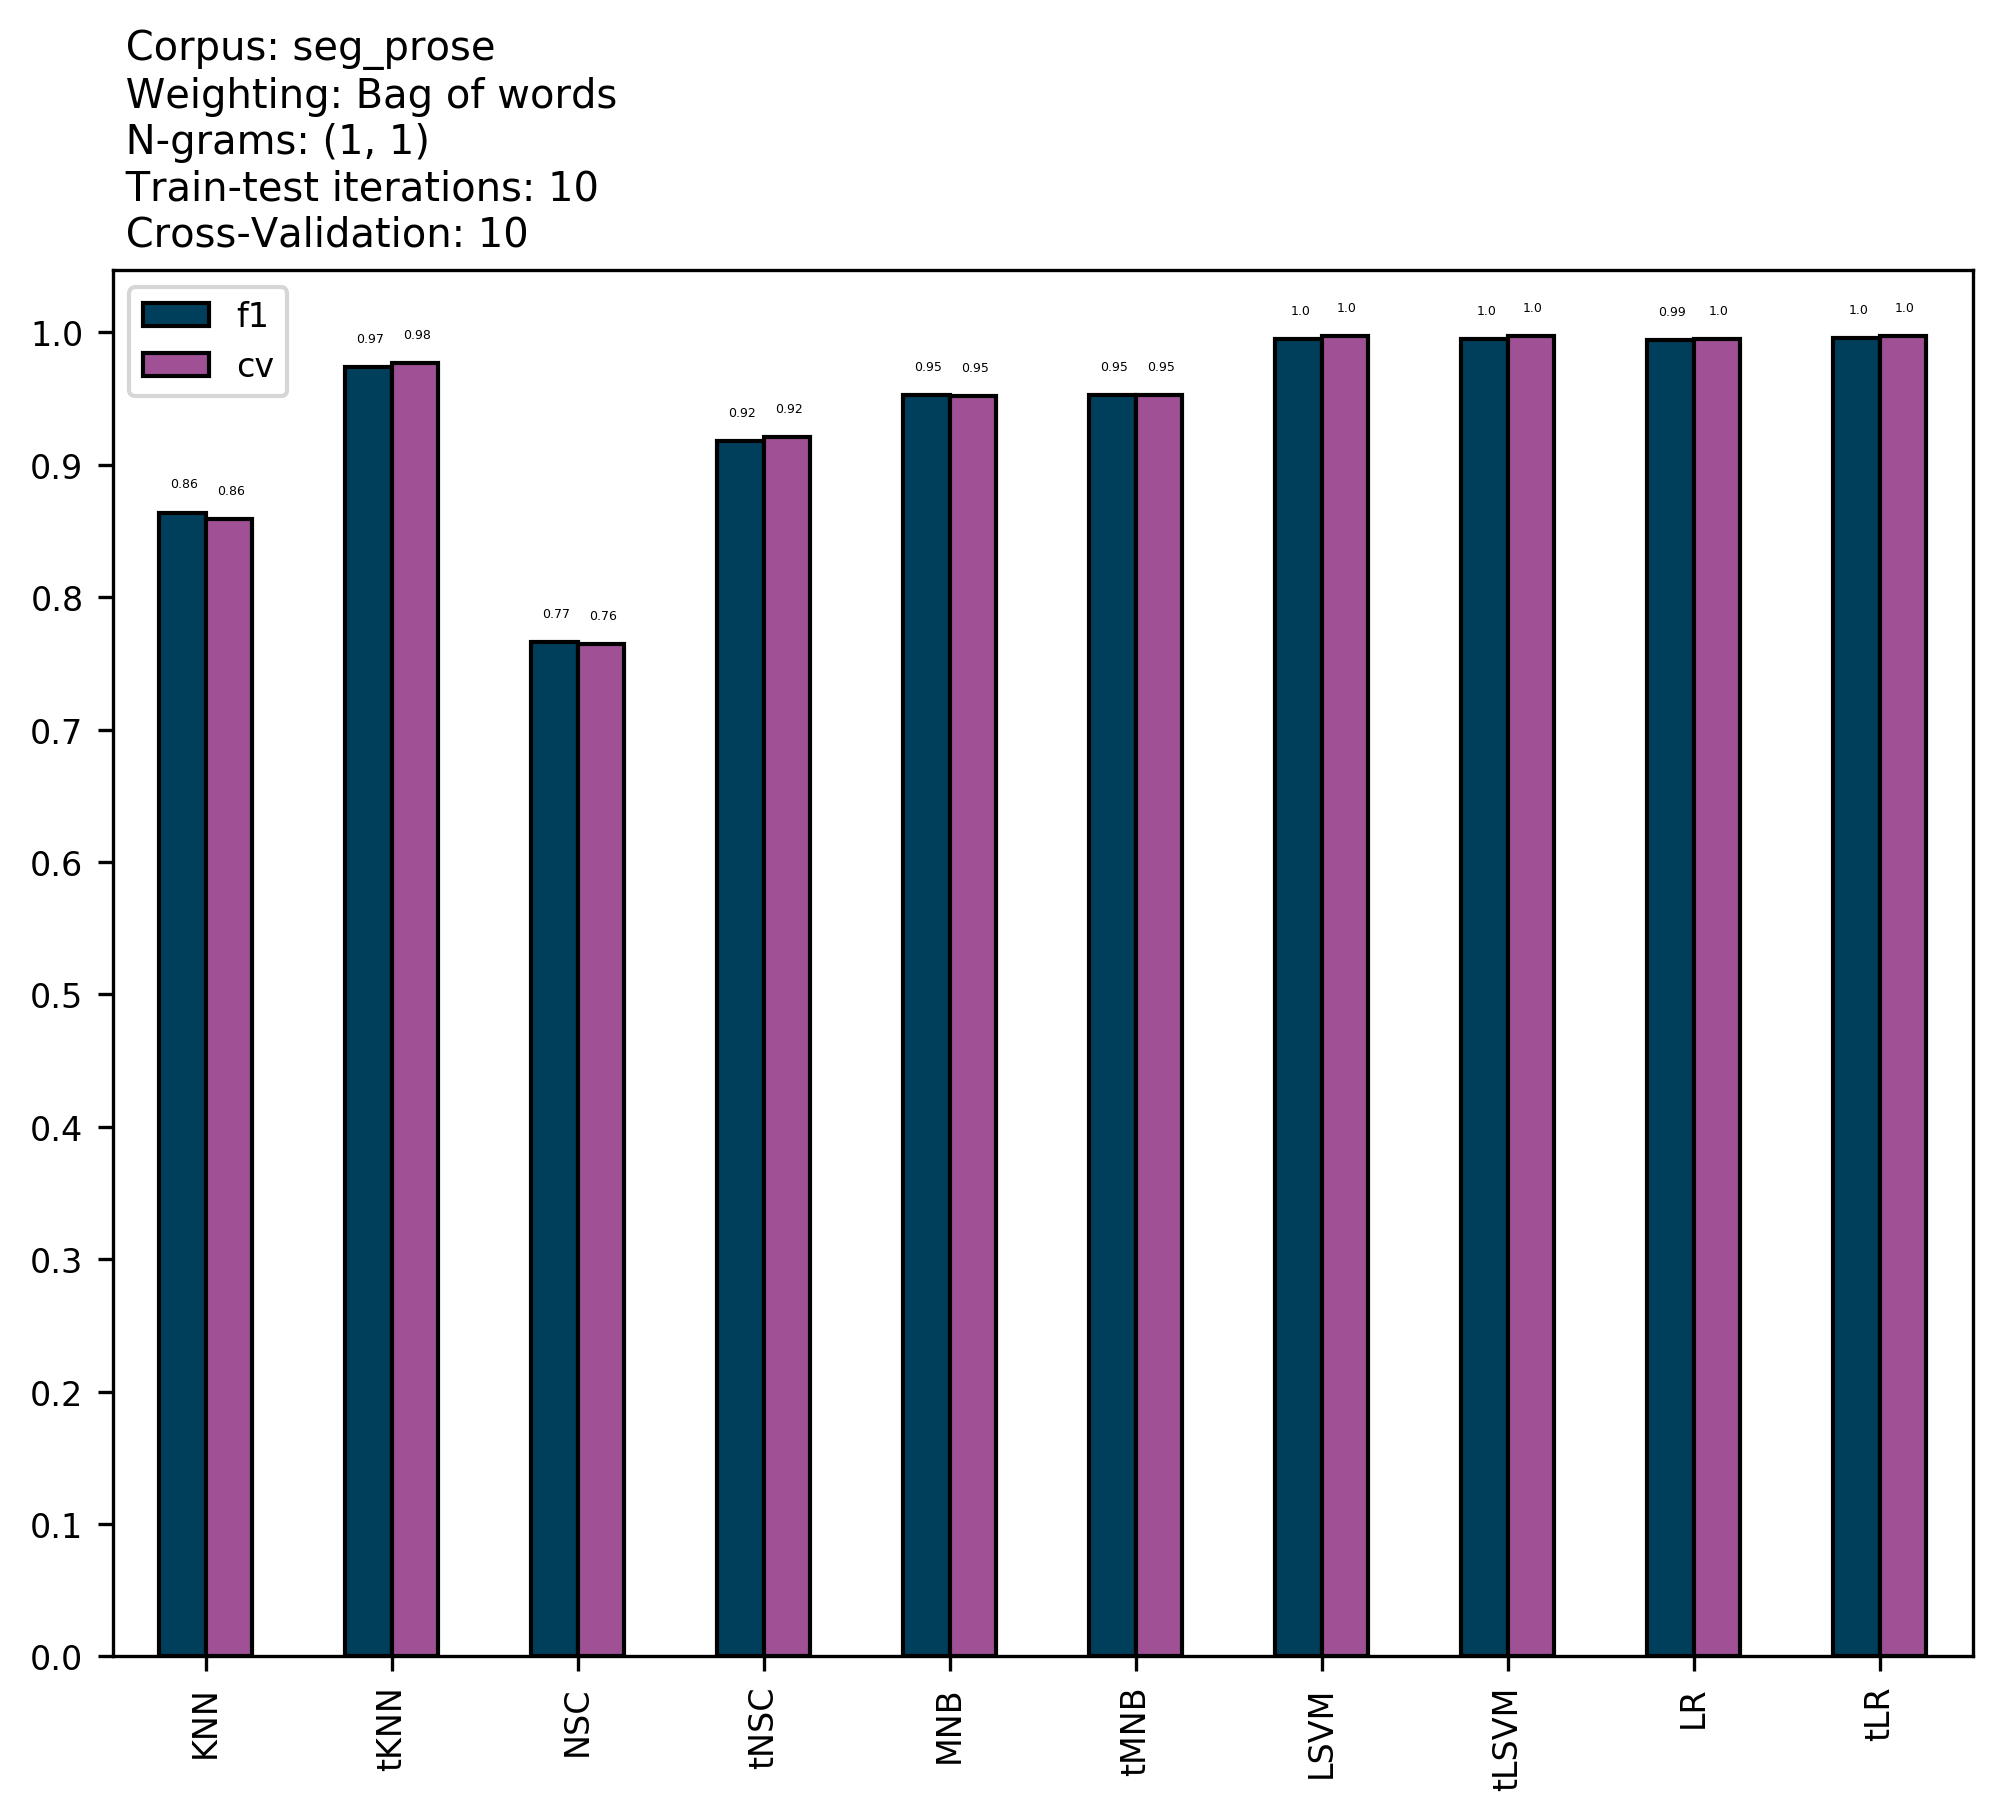 Corpus: seg_prose
Weighting: Bag of words
N-grams: (1, 1)
Train-test iterations: 10
Cross-Validation: 10
f1
cv
1.0
0.9
0.8
0.7
0.6
0.5
0.4
0.3
0.2
0.1
0.0
0.86 0.86
0.97 0.98
0.77 0.76
0.92 0.92
0.95 0.95
0.95 0.95
1.0 1.0
1.0 1.0
0.99 1.0
1.0 1.0
KNN
tKNN
NSC
tNSC
MNB
tMNB
LSVM
tLSVM
LR
tLR